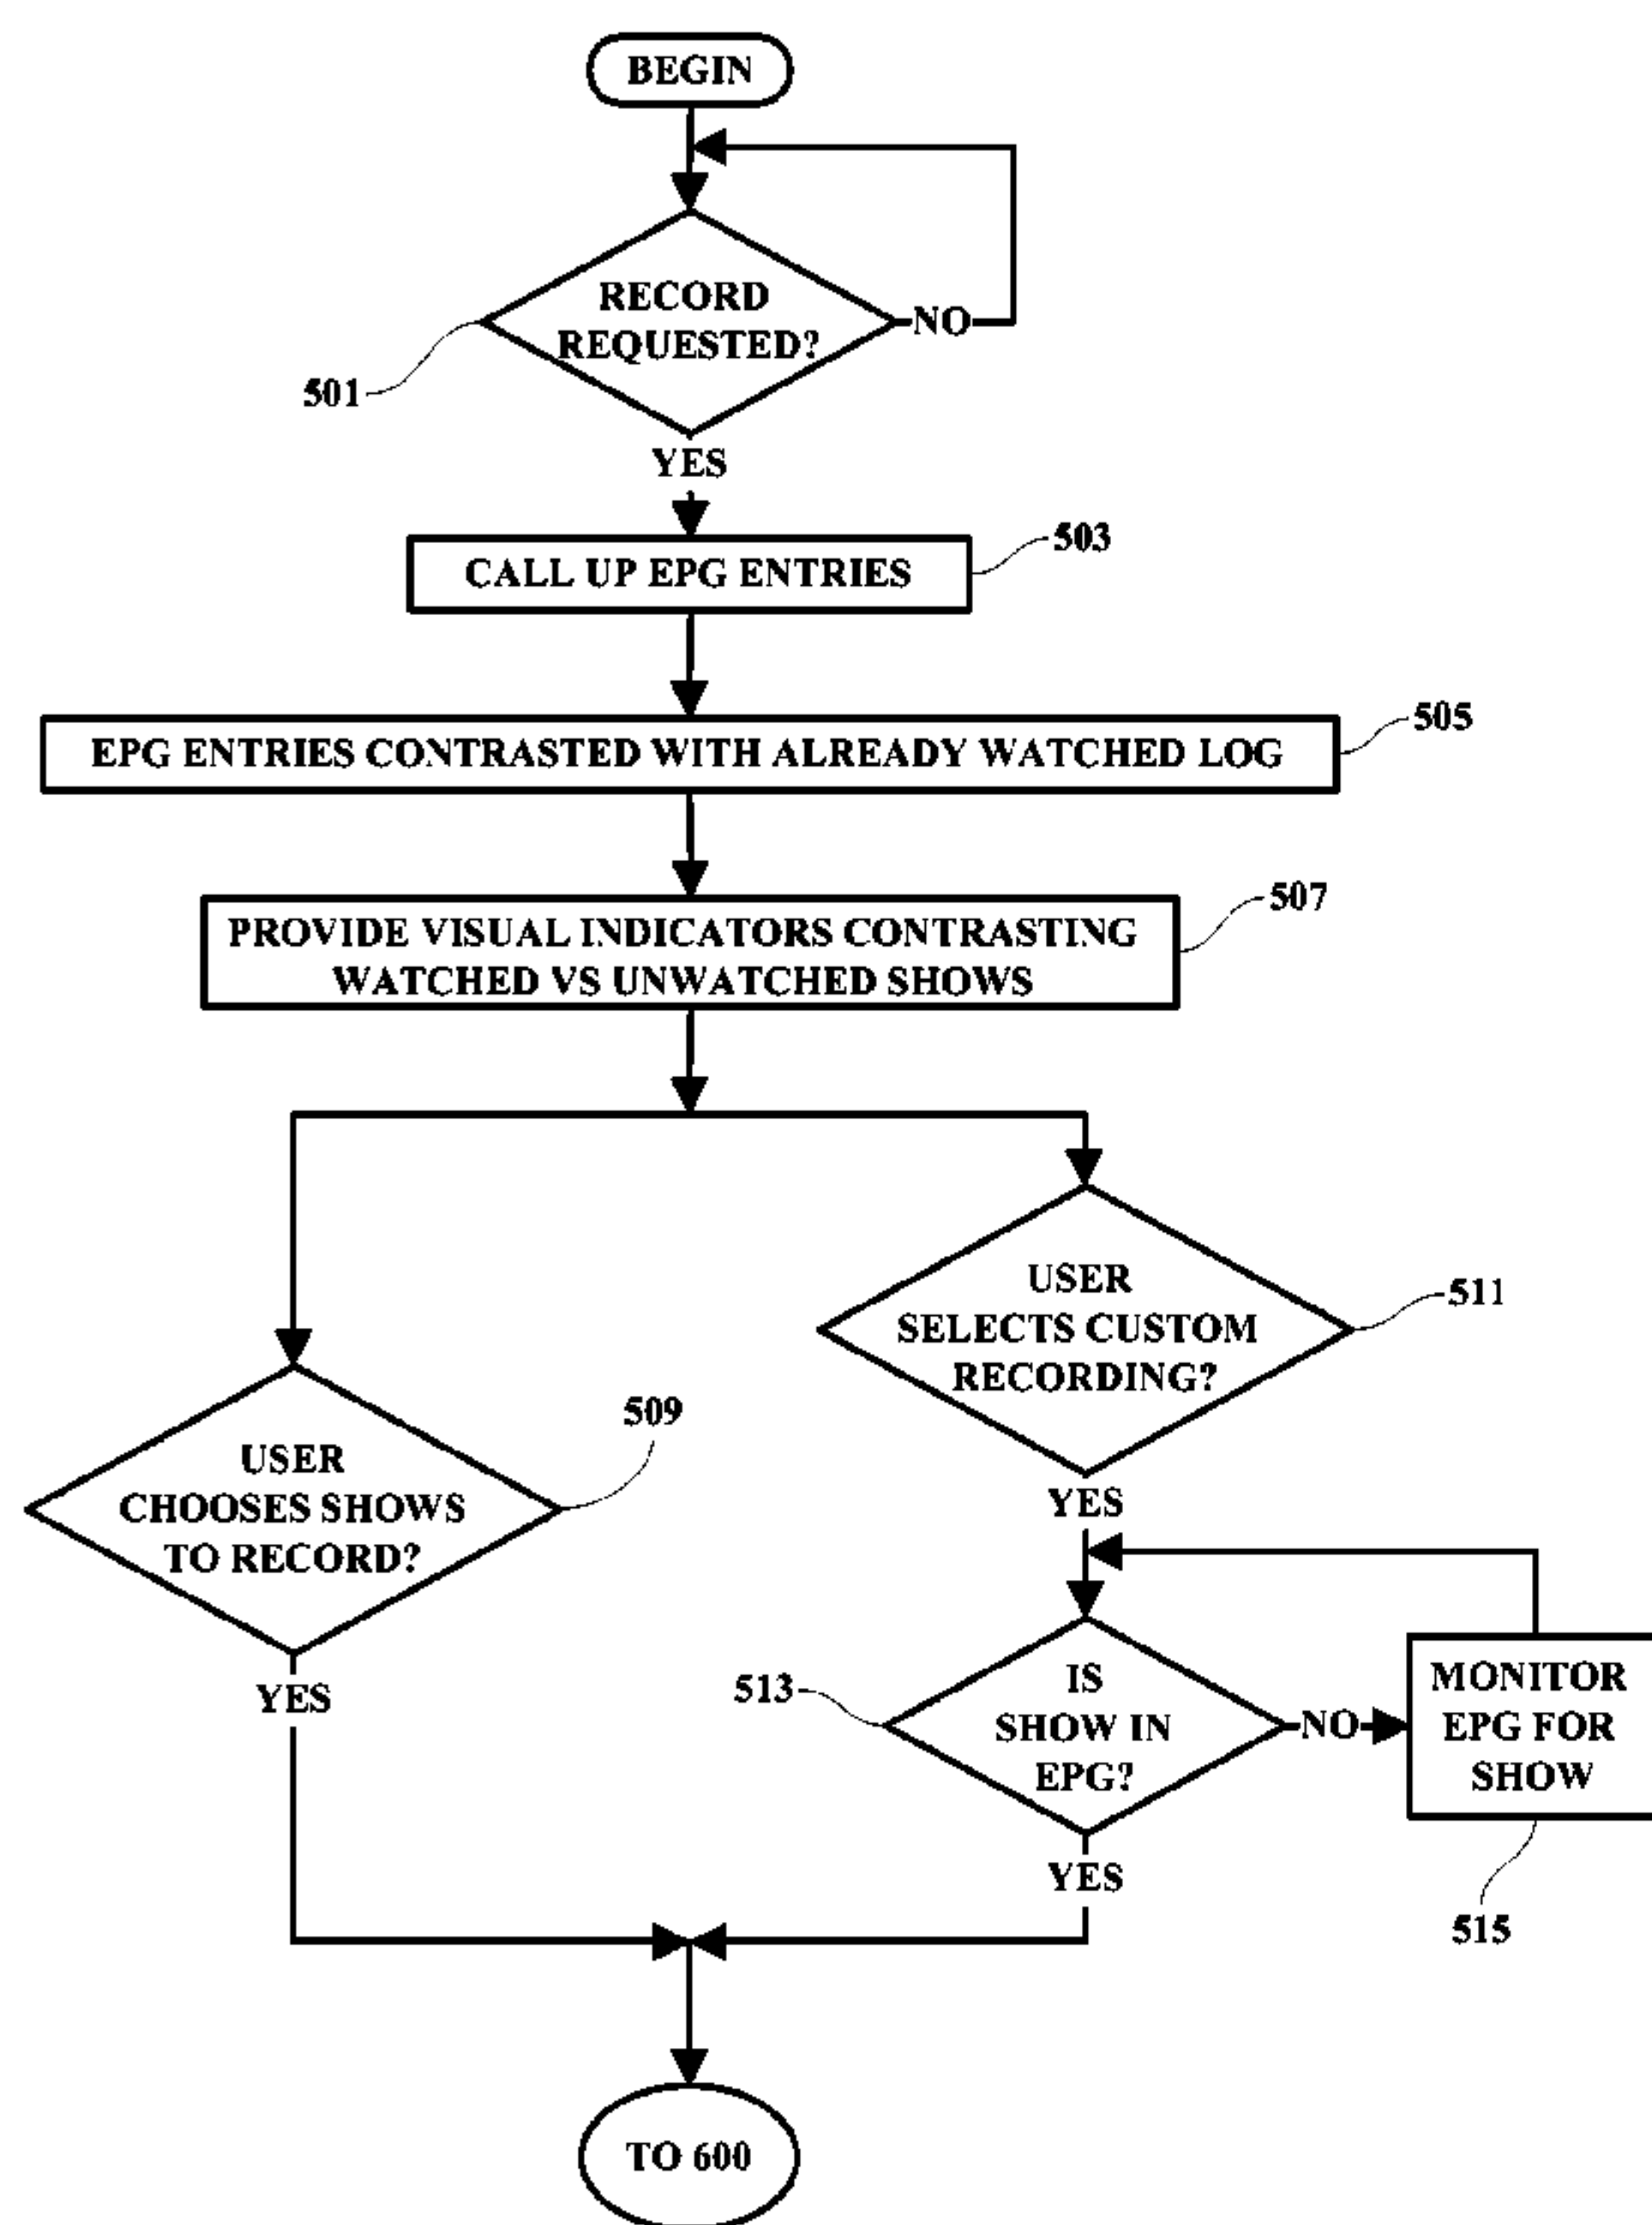 BEGIN
RECORD
REQUESTED?
NO
501
YES
503
CALL UP EPG ENTRIES
505
EPG ENTRIES CONTRASTED WITH ALREADY WATCHED LOG
507
PROVIDE VISUAL INDICATORS CONTRASTING
WATCHED VS UNWATCHED SHOWS
USER
SELECTS CUSTOM
RECORDING?
511
509
USER
CHOOSES SHOWS
TO RECORD?
YES
YES
513
IS
SHOW IN
EPG?
NO
MONITOR
EPG FOR
SHOW
YES
515
TO 600